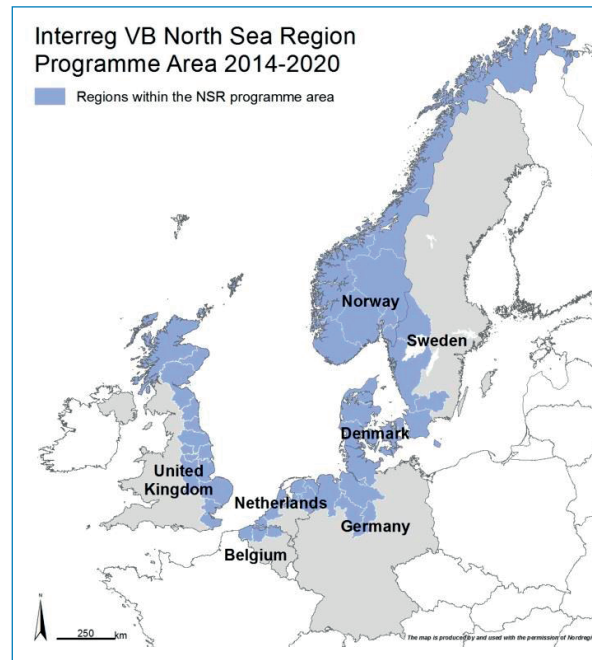 Interreg VB North Sea Region
Programme Area 2014-2020
Regions within the NSR programme area
Norway
Sweden
Denmark
United
Kingdom
Netherlands
Germany
Belgium
N
250
km
The map is produced by and used with the permission of Nordregio